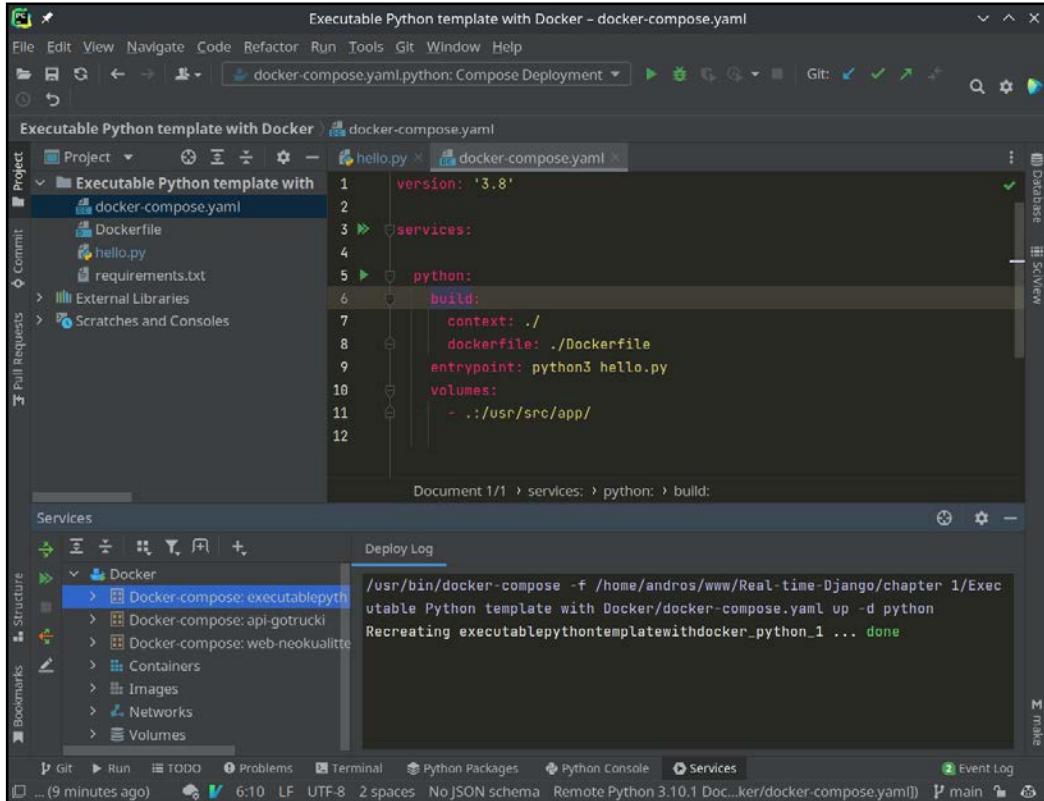 Executable Python template with Docker – docker-compose.yaml
File Edit View Navigate Code Refactor Run Tools Git Window Help
docker-compose.yaml.python: Compose Deployment Git:
Executable Python template with Docker docker-compose.yaml
Project
Project
hello.py docker-compose.yaml
Executable Python template with
docker-compose.yaml
Dockerfile
hello.py
requirements.txt
External Libraries
Scratches and Consoles
1 version: '3.8'
2
3 services:
4
5 python:
6 build:
7 context: ./
8 dockerfile: ./Dockerfile
9 entrypoint: python3 hello.py
10 volumes:
11 - .:/usr/src/app/
12
Document 1/1 › services: › python: › build:
Commit
Pull Requests
Database
SciView
Services
Deploy Log
Docker
Docker-compose: executablepyth
Docker-compose: api-gotrucki
Docker-compose: web-neokualitte
Containers
Images
Networks
Volumes
/usr/bin/docker-compose -f /home/andros/www/Real-time-Django/chapter 1/Exec
utable Python template with Docker/docker-compose.yaml up -d python
Recreating executablepythontemplatewithdocker_python_1 ... done
Structure
Bookmarks
M make
Git Run TODO Problems Terminal Python Packages Python Console Services 2 Event Log
... (9 minutes ago) 6:10 LF UTF-8 2 spaces No JSON schema Remote Python 3.10.1 Doc...ker/docker-compose.yaml]) main